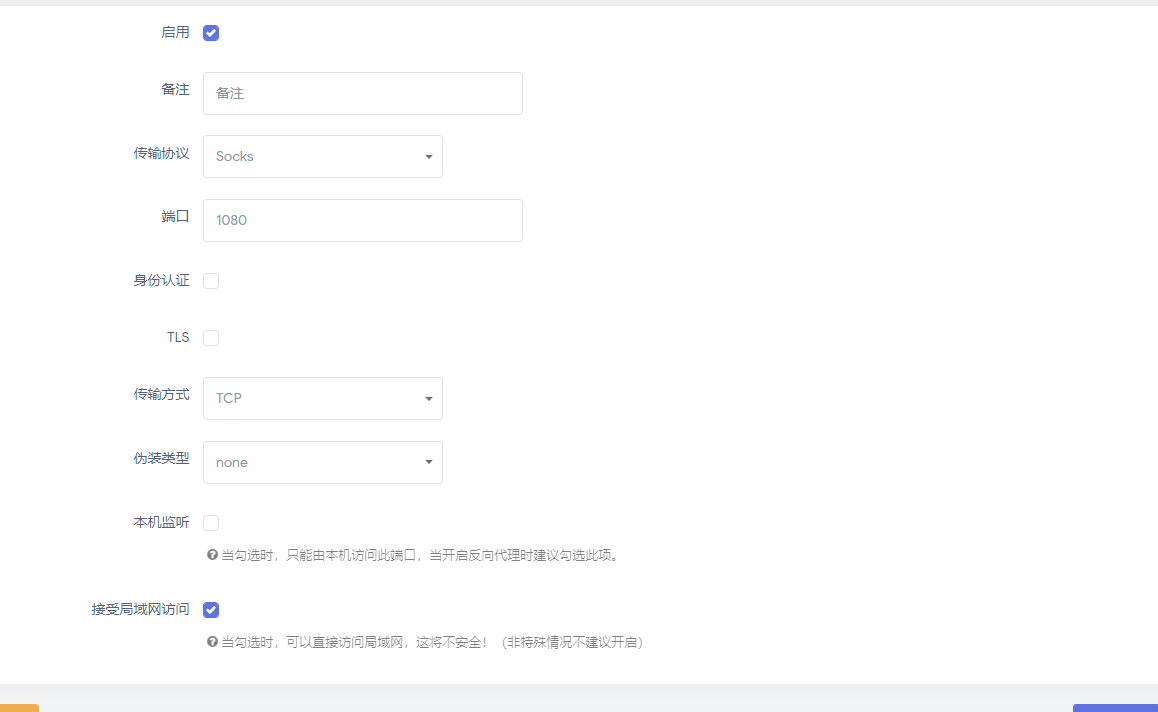 启用
备注 备注
传输协议 Socks
端口 1080
身份认证
TLS
传输方式 TCP
伪装类型 none
本机监听
当勾选时，只能由本机访问此端口，当开启反向代理时建议勾选此项。
接受局域网访问
当勾选时，可以直接访问局域网，这将不安全！（非特殊情况不建议开启）